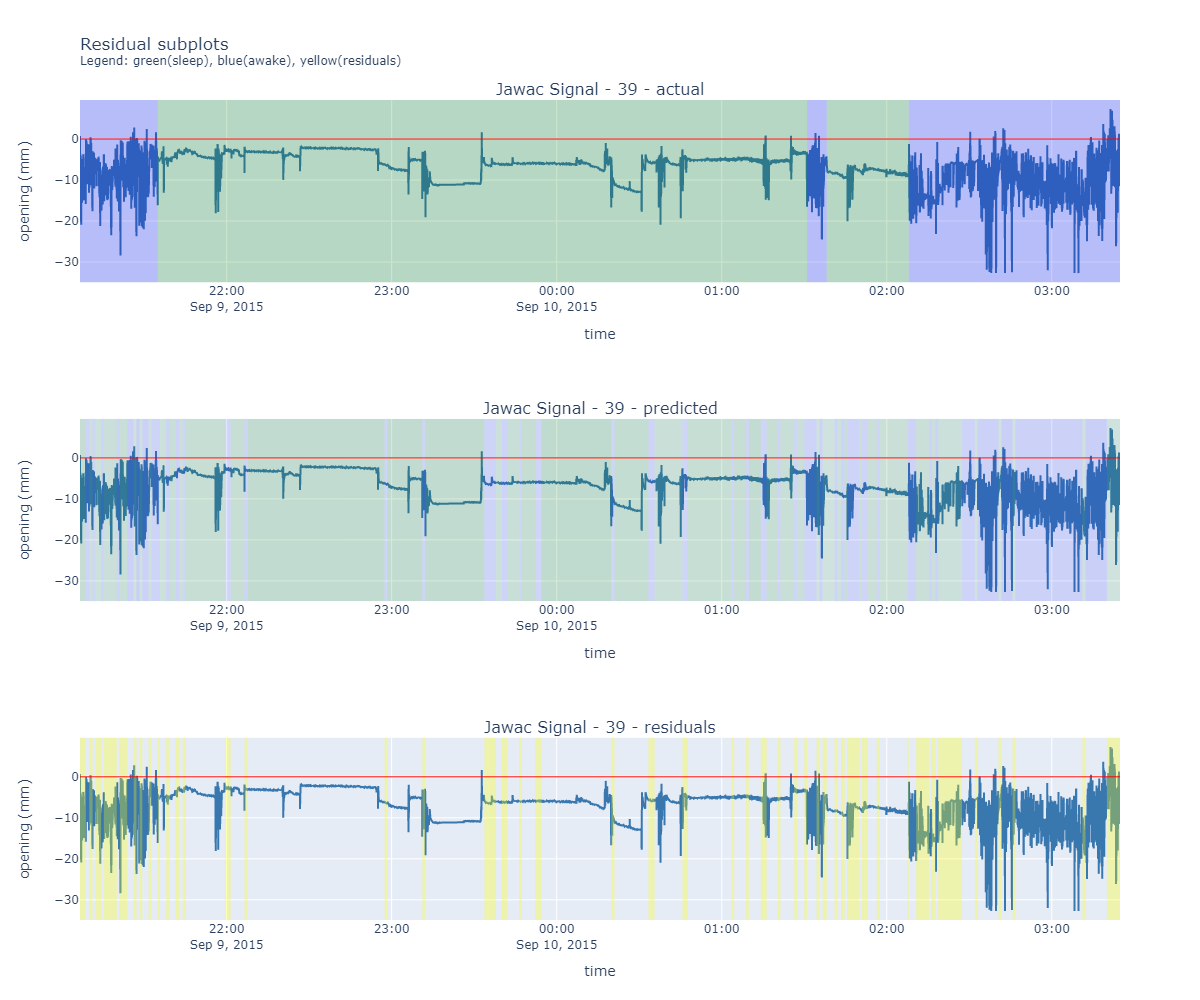 Residual subplots
Legend: green(sleep), blue(awake), yellow(residuals)
Jawac Signal - 39 - actual
opening (mm)
0
−10
−20
−30
22:00 23:00 00:00 01:00 02:00 03:00
Sep 9, 2015 Sep 10, 2015
time
Jawac Signal - 39 - predicted
opening (mm)
0
−10
−20
−30
22:00 23:00 00:00 01:00 02:00 03:00
Sep 9, 2015 Sep 10, 2015
time
Jawac Signal - 39 - residuals
opening (mm)
0
−10
−20
−30
22:00 23:00 00:00 01:00 02:00 03:00
Sep 9, 2015 Sep 10, 2015
time